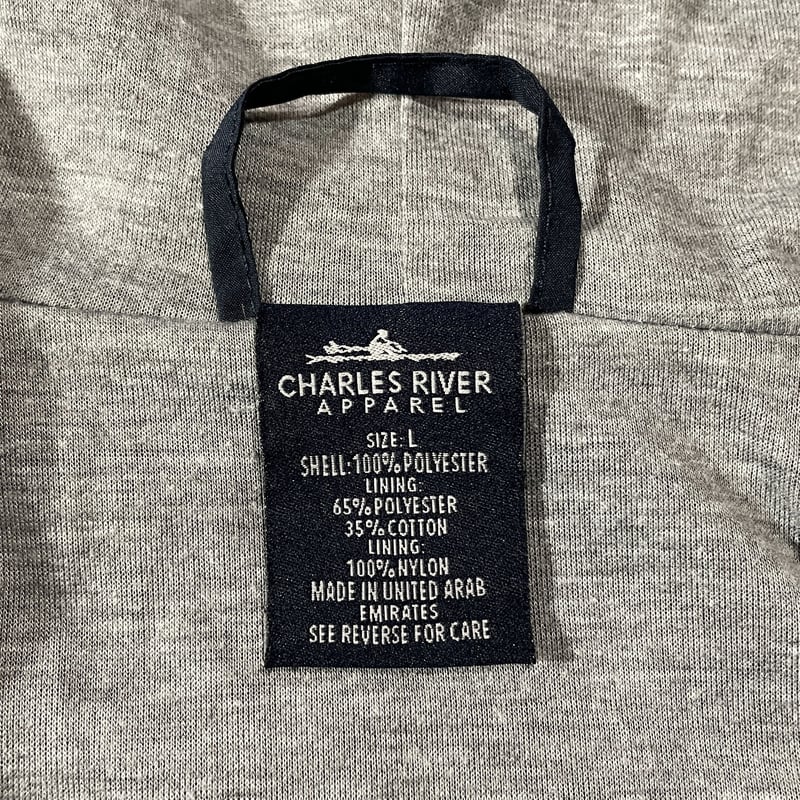 CHARLES RIVER
APPAREL
SIZE: L
SHELL:100%POLYESTER
LINING:
65%POLYESTER
35%COTTON
LINING:
100%NYLON
MADE IN UNITED ARAB
EMIRATES
SEE REVERSE FOR CARE